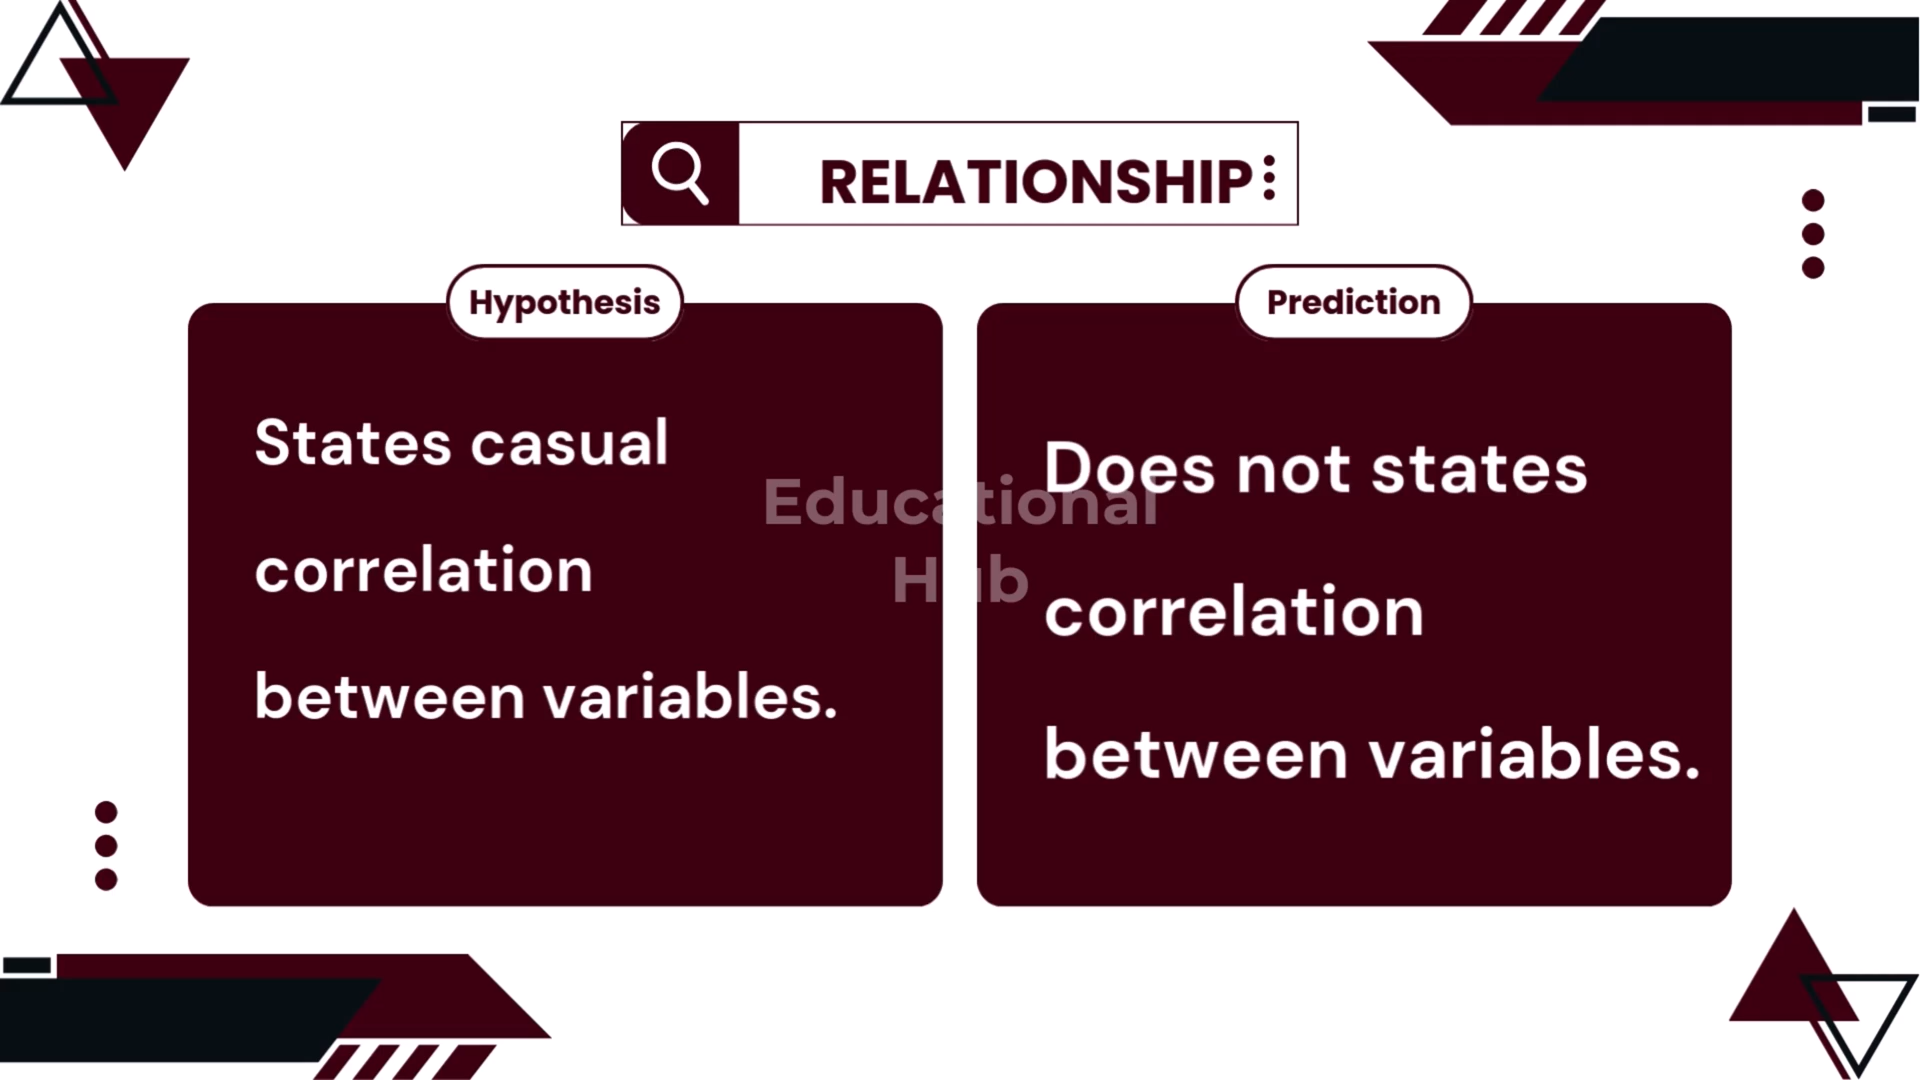 RELATIONSHIP
Hypothesis
States casual
correlation
between variables.
Prediction
Does not states
correlation
between variables.
Educational
Hub